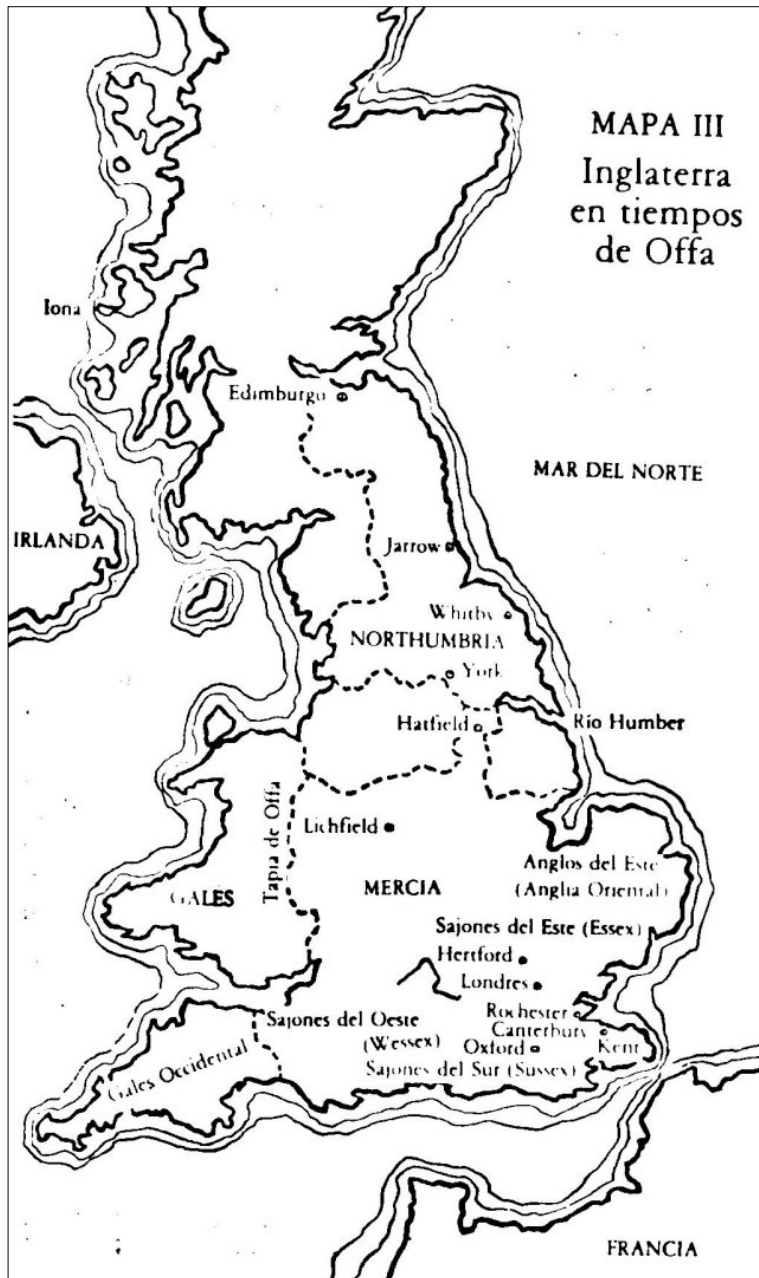 MAPA III
Inglaterra
en tiempos
de Offa
Iona
Edimburgo
MAR DEL NORTE
IRLANDA
Jarrow
Whitby
NORTHUMBRIA
York
Hatfield
Río Humber
Tapia de Offa
Lichfield
GALES
MERCIA
Anglos del Este
(Anglia Oriental)
Sajones del Este (Essex)
Hertford
Londres
Rochester
Canterbury
Kent
Sajones del Oeste
(Wessex)
Oxford
Sajones del Sur (Sussex)
Gales Occidental
FRANCIA